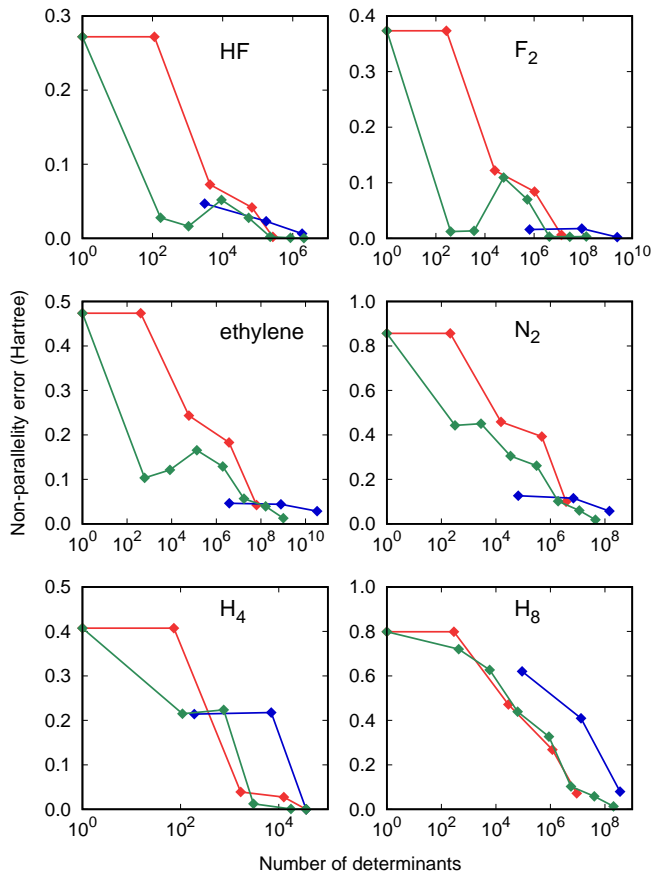 HF
0.3
0.2
0.1
0.0
10^0 10^2 10^4 10^6
F_2
0.4
0.3
0.2
0.1
0.0
10^0 10^2 10^4 10^6 10^8 10^10
ethylene
0.5
0.4
0.3
0.2
0.1
0.0
10^0 10^2 10^4 10^6 10^8 10^10
N_2
1.0
0.8
0.6
0.4
0.2
0.0
10^0 10^2 10^4 10^6 10^8
H_4
0.5
0.4
0.3
0.2
0.1
0.0
10^0 10^2 10^4
H_8
1.0
0.8
0.6
0.4
0.2
0.0
10^0 10^2 10^4 10^6 10^8
Non-parallelity error (Hartree)
Number of determinants